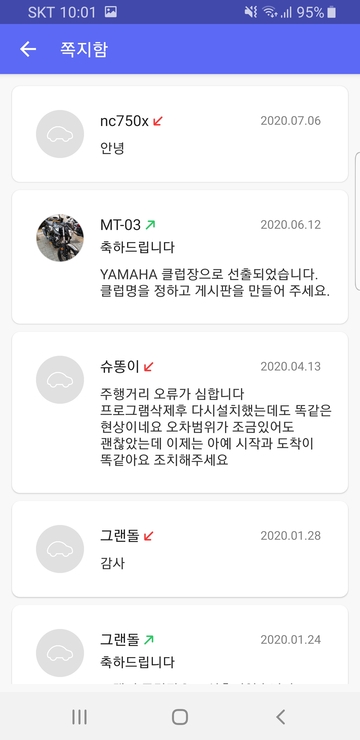 SKT 10:01 95%
쪽지함
nc750x 2020.07.06
안녕
MT-03 2020.06.12
축하드립니다
YAMAHA 클럽장으로 선출되었습니다.
클럽명을 정하고 게시판을 만들어 주세요.
슈똥이 2020.04.13
주행거리 오류가 심합니다
프로그램삭제후 다시설치했는데도 똑같은
현상이네요 오차범위가 조금있어도
괜찮았는데 이제는 아예 시작과 도착이
똑같아요 조치해주세요
그랜돌 2020.01.28
감사
그랜돌 2020.01.24
축하드립니다